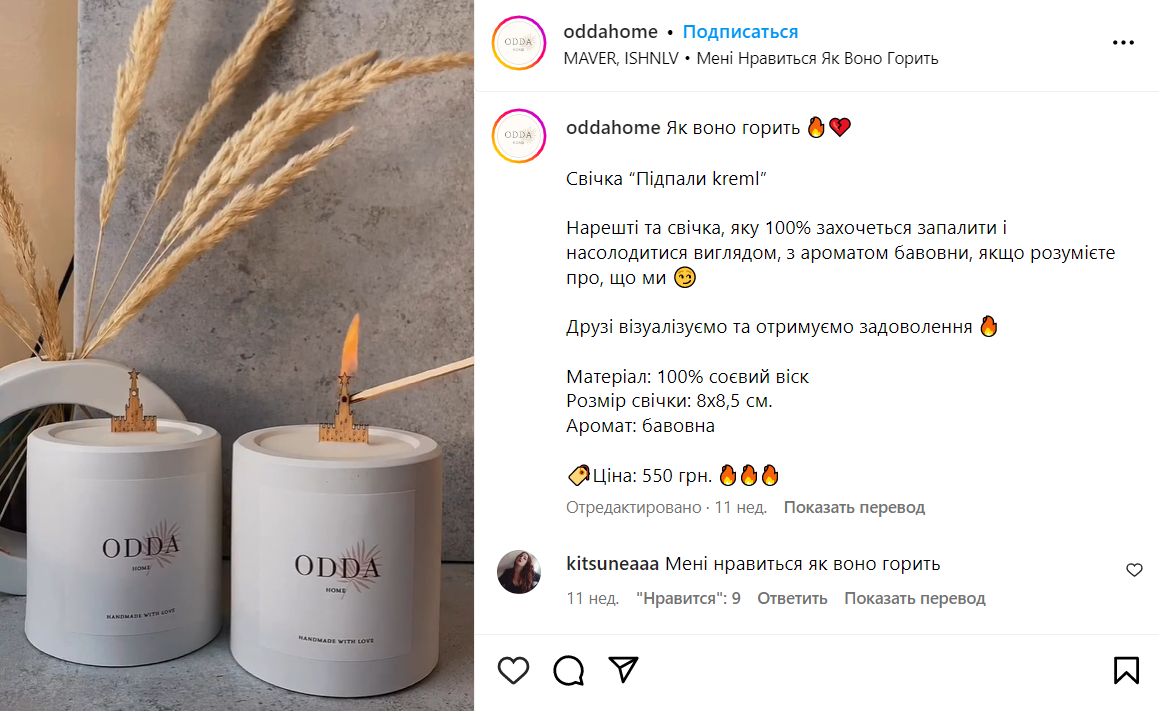 oddahome • Подписаться
MAVER, ISHNLV • Мені Нравиться Як Воно Горить
ODDA
HOME
ODDA
HOME
oddahome Як воно горить 🔥💔
Свічка “Підпали kreml”
Нарешті та свічка, яку 100% захочеться запалити і
насолодитися виглядом, з ароматом бавовни, якщо розумієте
про, що ми 😏
Друзі візуалізуємо та отримуємо задоволення 🔥
Матеріал: 100% соєвий віск
Розмір свічки: 8х8,5 см.
Аромат: бавовна
🏷️Ціна: 550 грн. 🔥🔥🔥
Отредактировано · 11 нед. Показать перевод
kitsuneaaa Мені нравиться як воно горить
11 нед. "Нравится": 9 Ответить Показать перевод
ODDA
HOME
HANDMADE WITH LOVE
ODDA
HOME
HANDMADE WITH LOVE